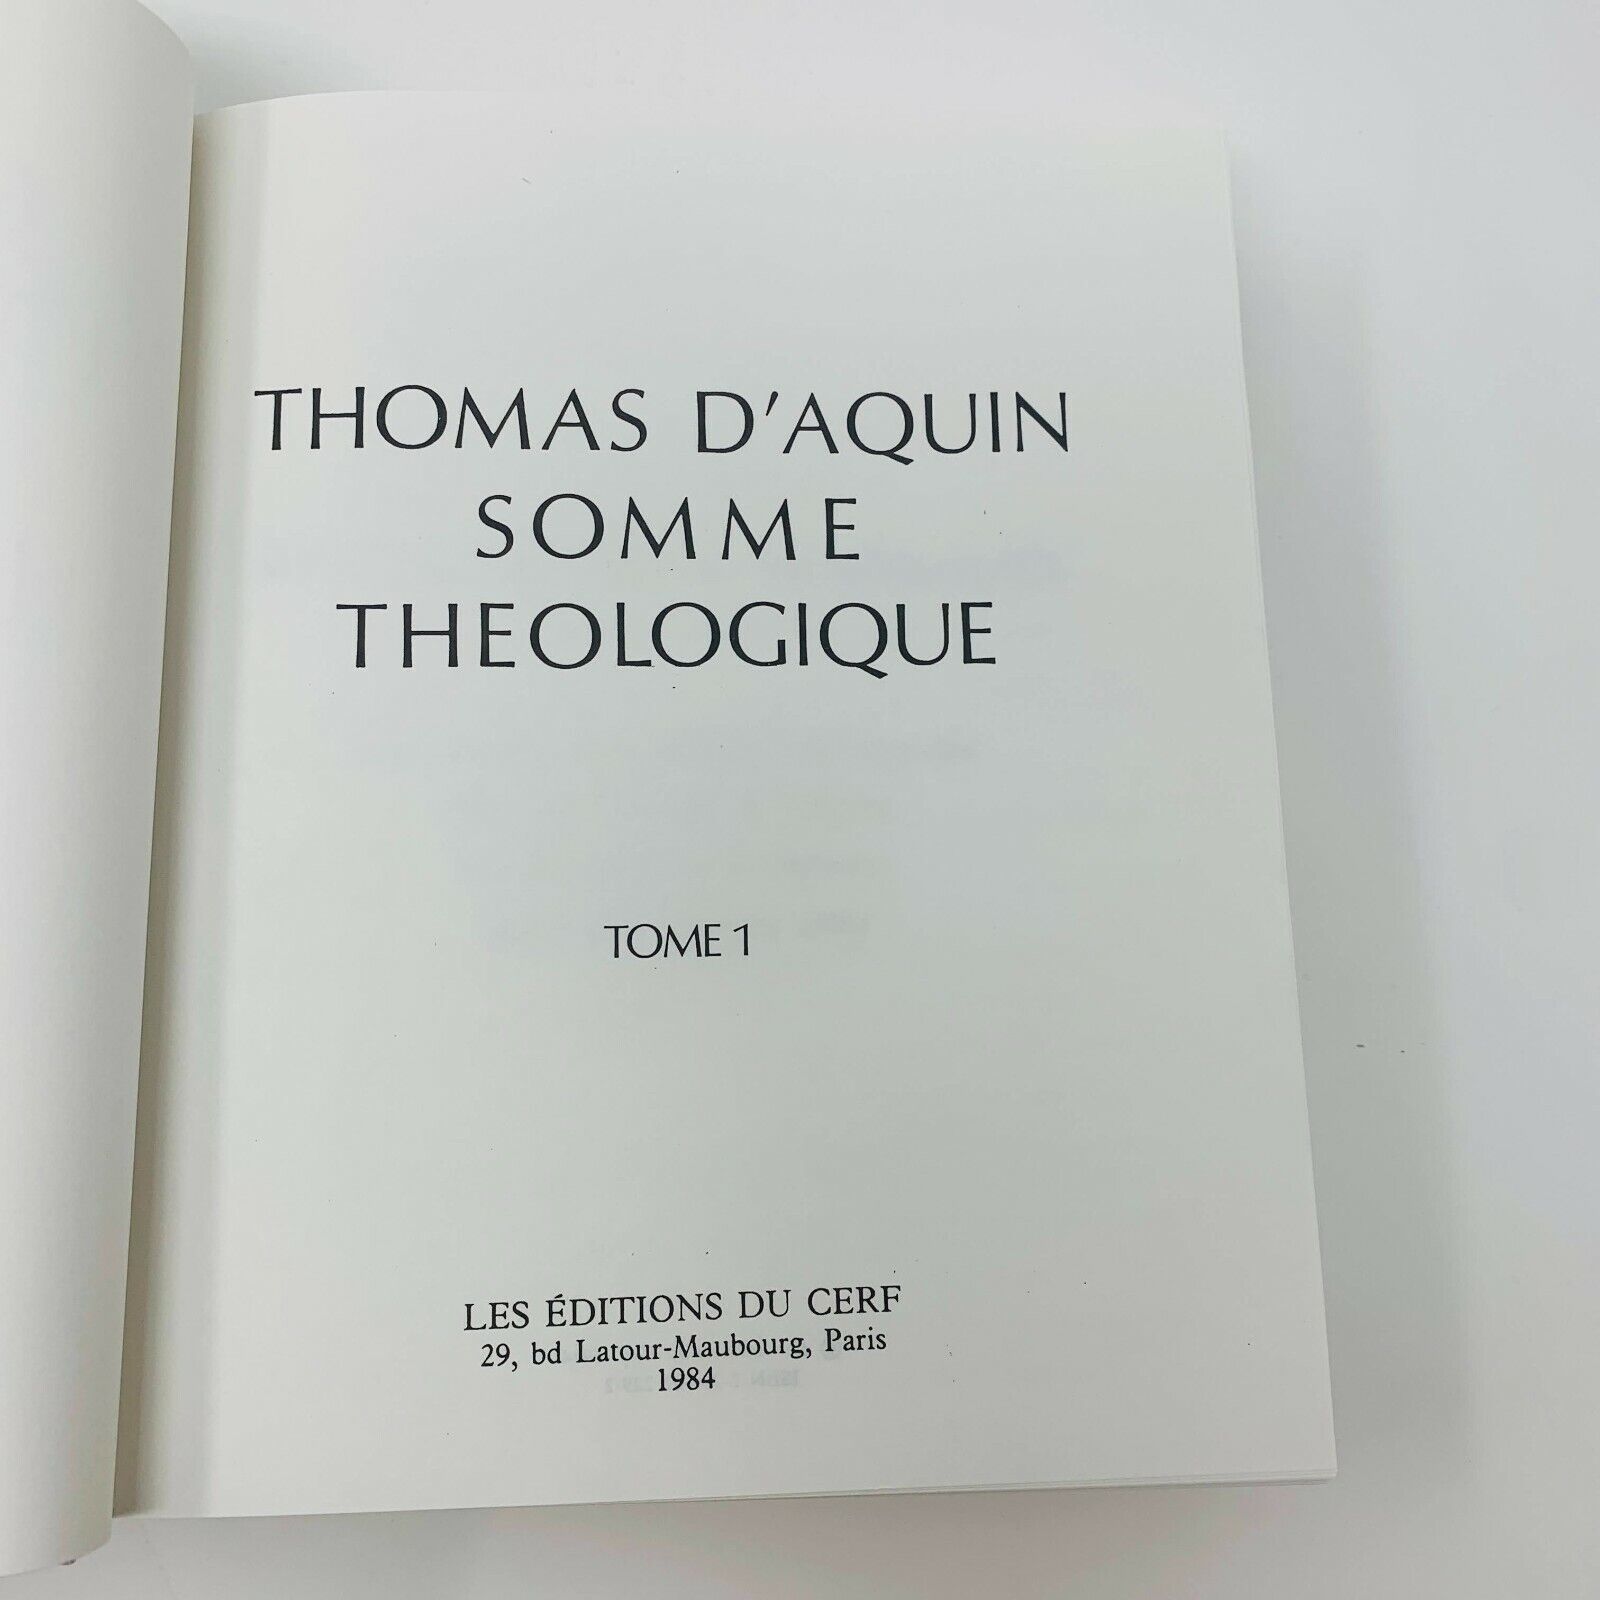 THOMAS D'AQUIN
SOMME
THEOLOGIQUE
TOME 1
LES ÉDITIONS DU CERF
29, bd Latour-Maubourg, Paris
1984